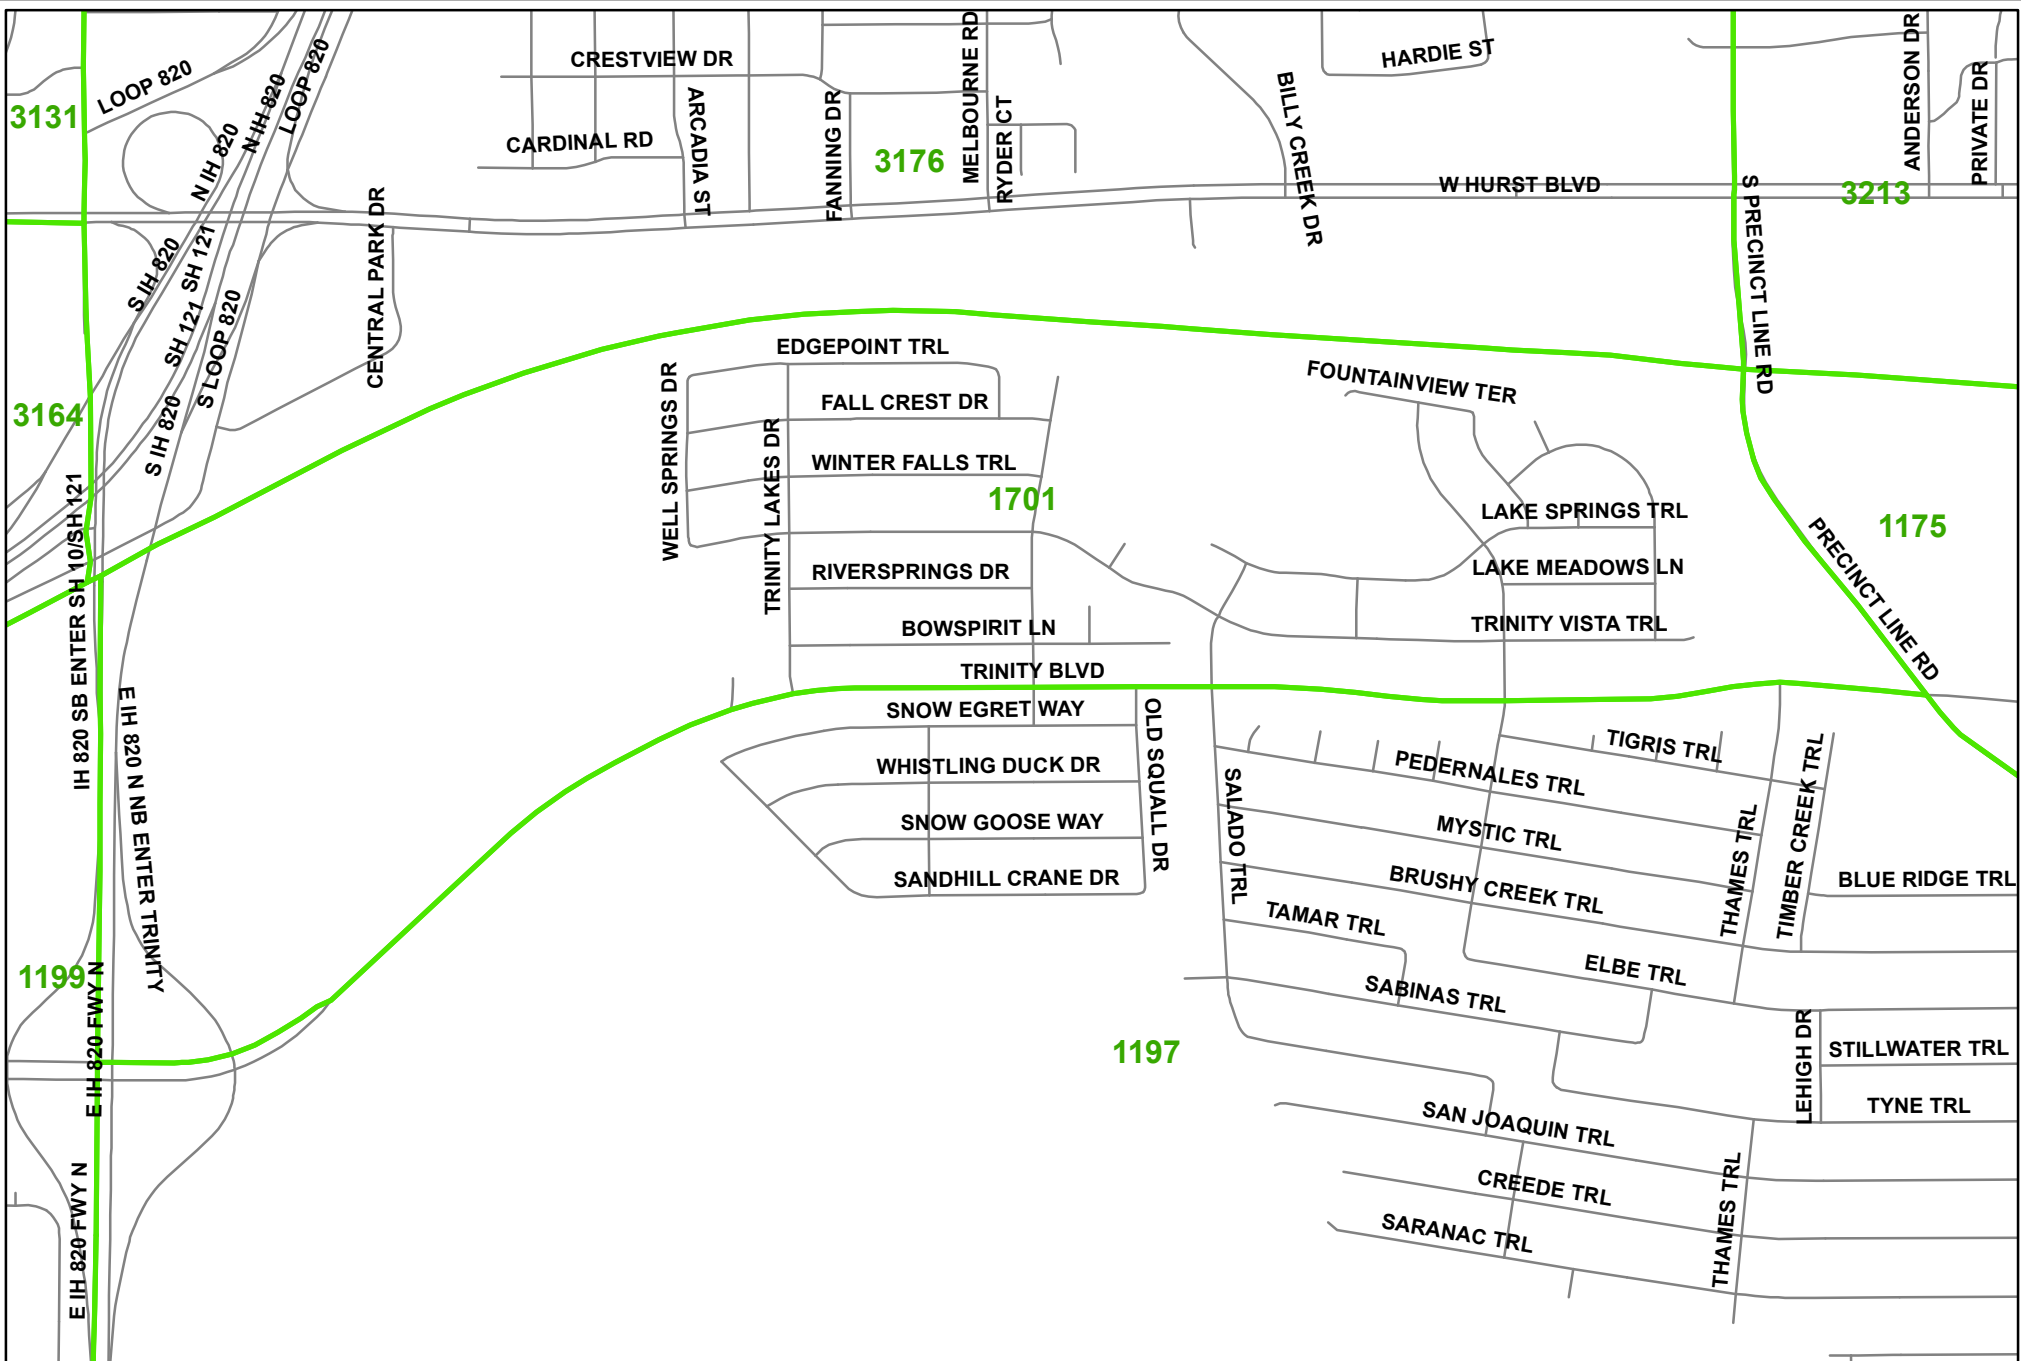 LOOP 820
N IH 820
LOOP 820
N IH 820
3131
CRESTVIEW DR
CARDINAL RD
ARCADIA ST
FANNING DR
3176
MELBOURNE RD
RYDER CT
BILLY CREEK DR
HARDIE ST
W HURST BLVD
S PRECINCT LINE RD
ANDERSON DR
PRIVATE DR
3213
S IH 820
SH 121
SH 121
S LOOP 820
S IH 820
CENTRAL PARK DR
3164
EDGEPOINT TRL
FALL CREST DR
WINTER FALLS TRL
WELL SPRINGS DR
TRINITY LAKES DR
1701
FOUNTAINVIEW TER
LAKE SPRINGS TRL
LAKE MEADOWS LN
TRINITY VISTA TRL
1175
PRECINCT LINE RD
RIVERSPRINGS DR
BOWSPIRIT LN
TRINITY BLVD
IH 820 SB ENTER SH 10/SH 121
E IH 820 N NB ENTER TRINITY
SNOW EGRET WAY
WHISTLING DUCK DR
SNOW GOOSE WAY
SANDHILL CRANE DR
OLD SQUALL DR
SALADO TRL
TIGRIS TRL
PEDERNALES TRL
MYSTIC TRL
BRUSHY CREEK TRL
TAMAR TRL
SABINAS TRL
ELBE TRL
THAMES TRL
TIMBER CREEK TRL
BLUE RIDGE TRL
1199
E IH 820 FWY N
1197
LEHIGH DR
STILLWATER TRL
TYNE TRL
SAN JOAQUIN TRL
CREEDE TRL
SARANAC TRL
THAMES TRL
E IH 820 FWY N